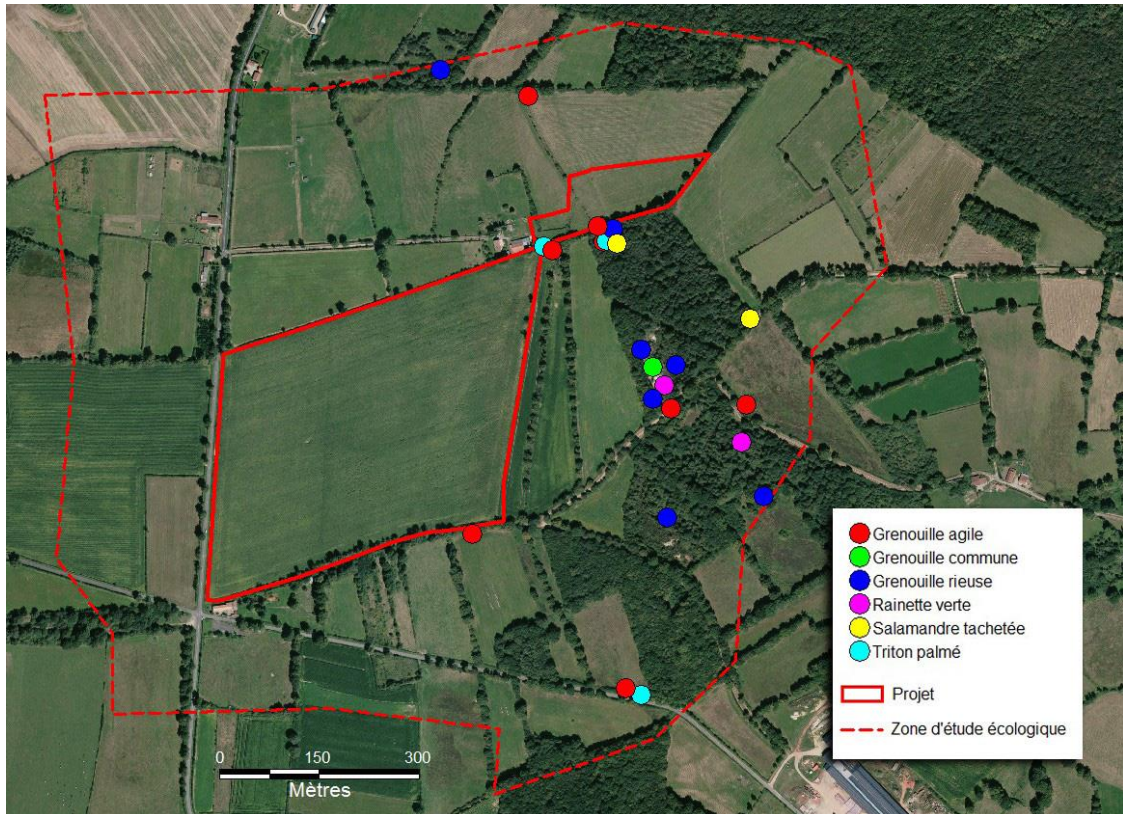 Grenouille agile
Grenouille commune
Grenouille rieuse
Rainette verte
Salamandre tachetée
Triton palmé
Projet
Zone d'étude écologique
0 150 300
Mètres